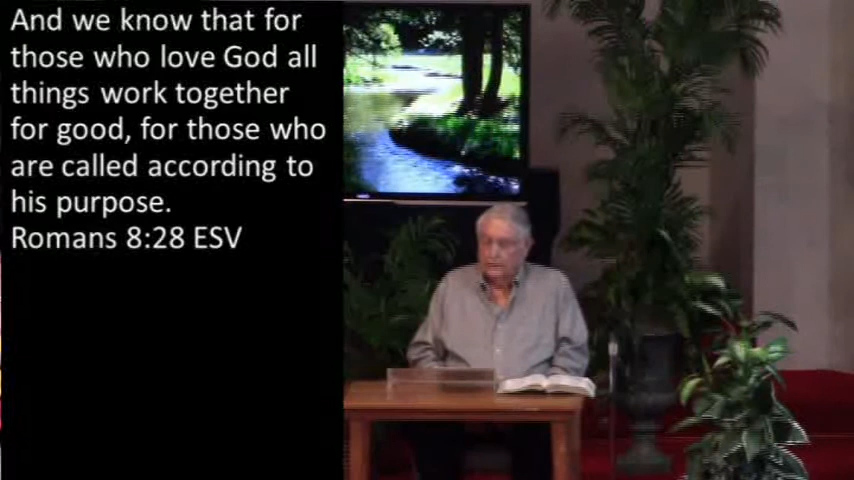 And we know that for
those who love God all
things work together
for good, for those who
are called according to
his purpose.
Romans 8:28 ESV